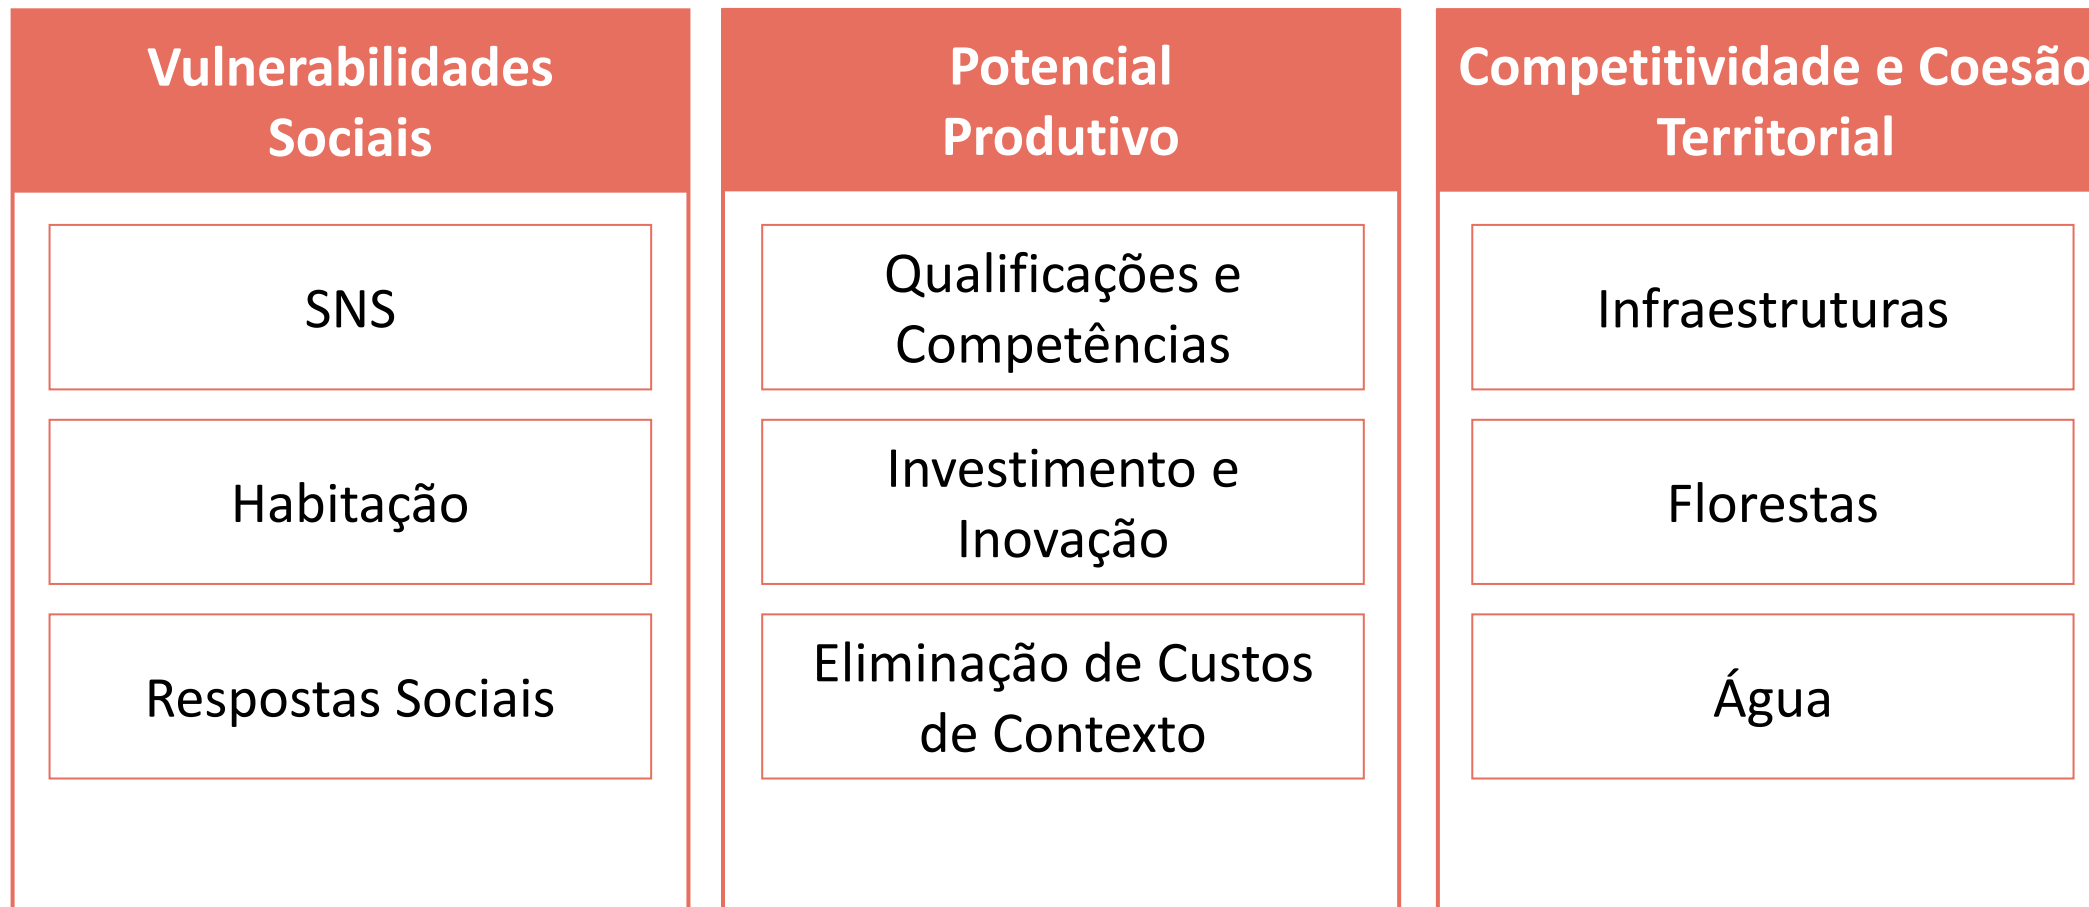 Vulnerabilidades
Sociais
SNS
Habitação
Respostas Sociais
Potencial
Produtivo
Qualificações e
Competências
Investimento e
Inovação
Eliminação de Custos
de Contexto
Competitividade e Coesão
Territorial
Infraestruturas
Florestas
Água